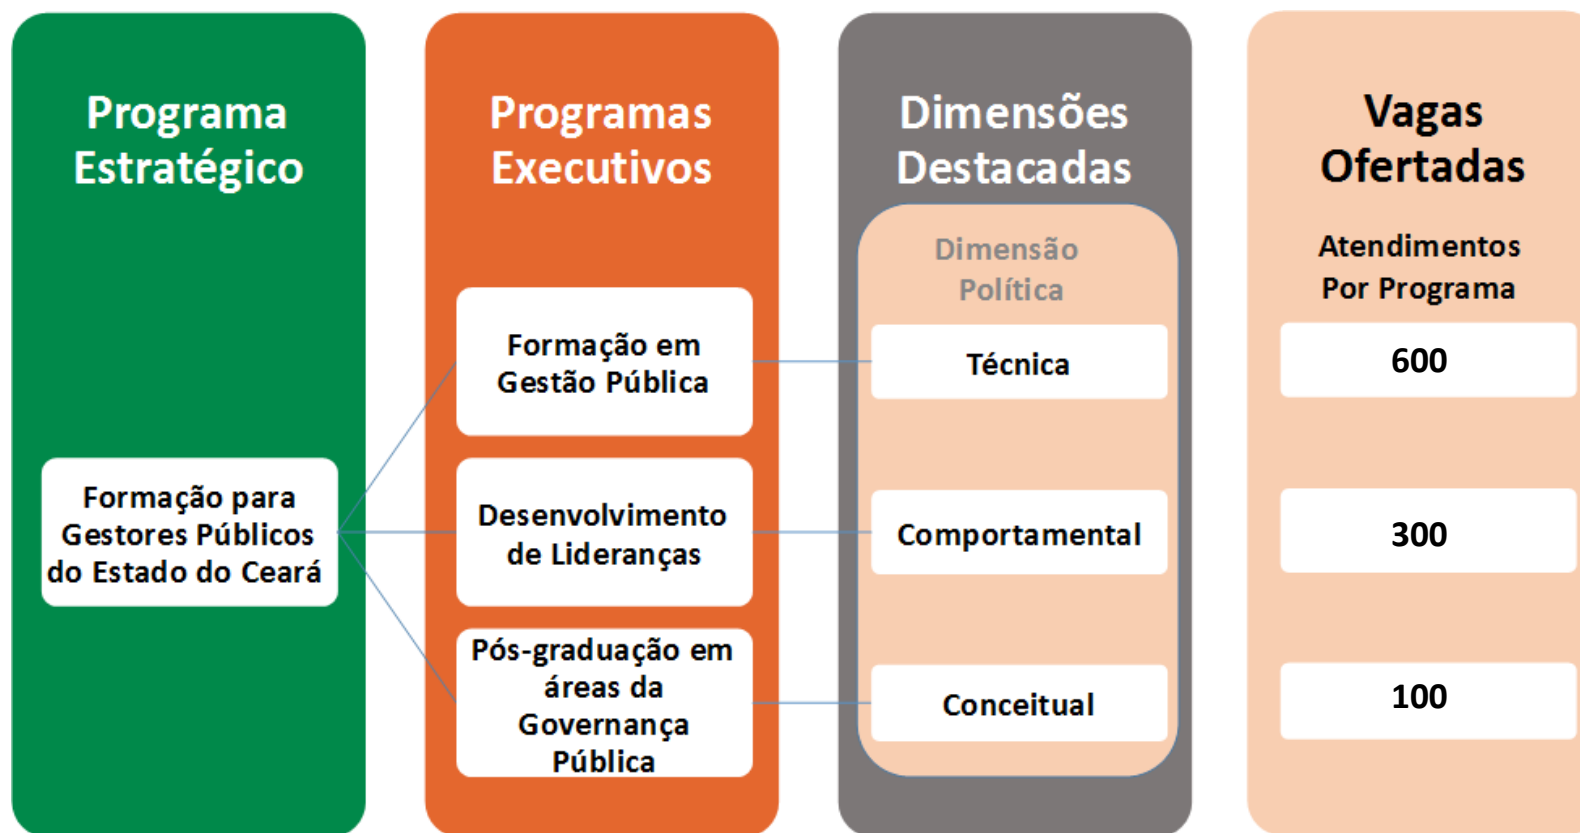 Programa
Estratégico
Formação para
Gestores Públicos
do Estado do Ceará
Programas
Executivos
Formação em
Gestão Pública
Desenvolvimento
de Lideranças
Pós-graduação em
áreas da
Governança
Pública
Dimensões
Destacadas
Dimensão
Política
Técnica
Comportamental
Conceitual
Vagas
Ofertadas
Atendimentos
Por Programa
600
300
100